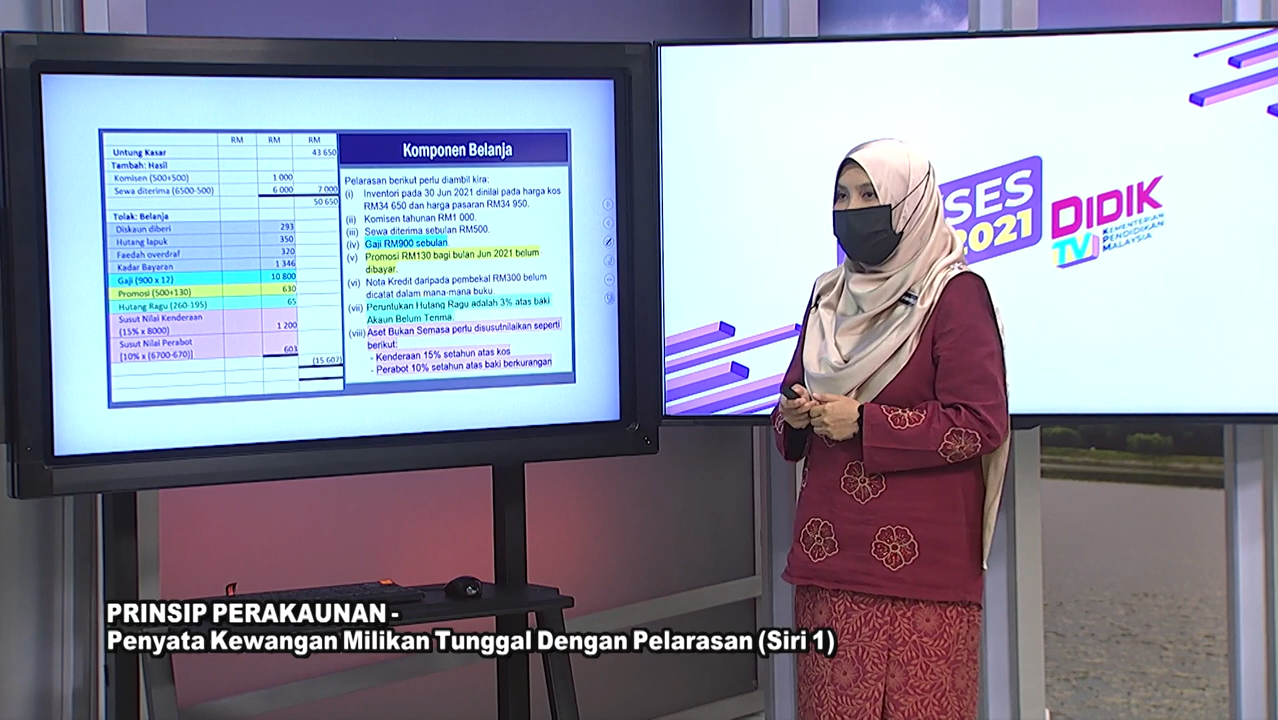 RM RM RM
Untung Kasar 43 650
Tambah: Hasil
Komisen (500+500) 1 000
Sewa diterima (6500-500) 6 000 7 000
50 650
Tolak: Belanja
Diskaun diberi 293
Hutang lapuk 350
Faedah overdraf 320
Kadar Bayaran 1 346
Gaji (900 x 12) 10 800
Promosi (500+130) 630
Hutang Ragu (260-195) 65
Susut Nilai Kenderaan
(15% x 8000) 1 200
Susut Nilai Perabot
[10% x (6700-670)] 603
(15 607)
Komponen Belanja
Pelarasan berikut perlu diambil kira:
(i) Inventori pada 30 Jun 2021 dinilai pada harga kos
RM34 650 dan harga pasaran RM34 950.
(ii) Komisen tahunan RM1 000.
(iii) Sewa diterima sebulan RM500.
(iv) Gaji RM900 sebulan.
(v) Promosi RM130 bagi bulan Jun 2021 belum
dibayar.
(vi) Nota Kredit daripada pembekal RM300 belum
dicatat dalam mana-mana buku.
(vii) Peruntukan Hutang Ragu adalah 3% atas baki
Akaun Belum Terima.
(viii) Aset Bukan Semasa perlu disusutnilaikan seperti
berikut:
- Kenderaan 15% setahun atas kos
- Perabot 10% setahun atas baki berkurangan
SES
2021
DIDIK
TV
KEMENTERIAN
PENDIDIKAN
MALAYSIA
PRINSIP PERAKAUNAN -
Penyata Kewangan Milikan Tunggal Dengan Pelarasan (Siri 1)